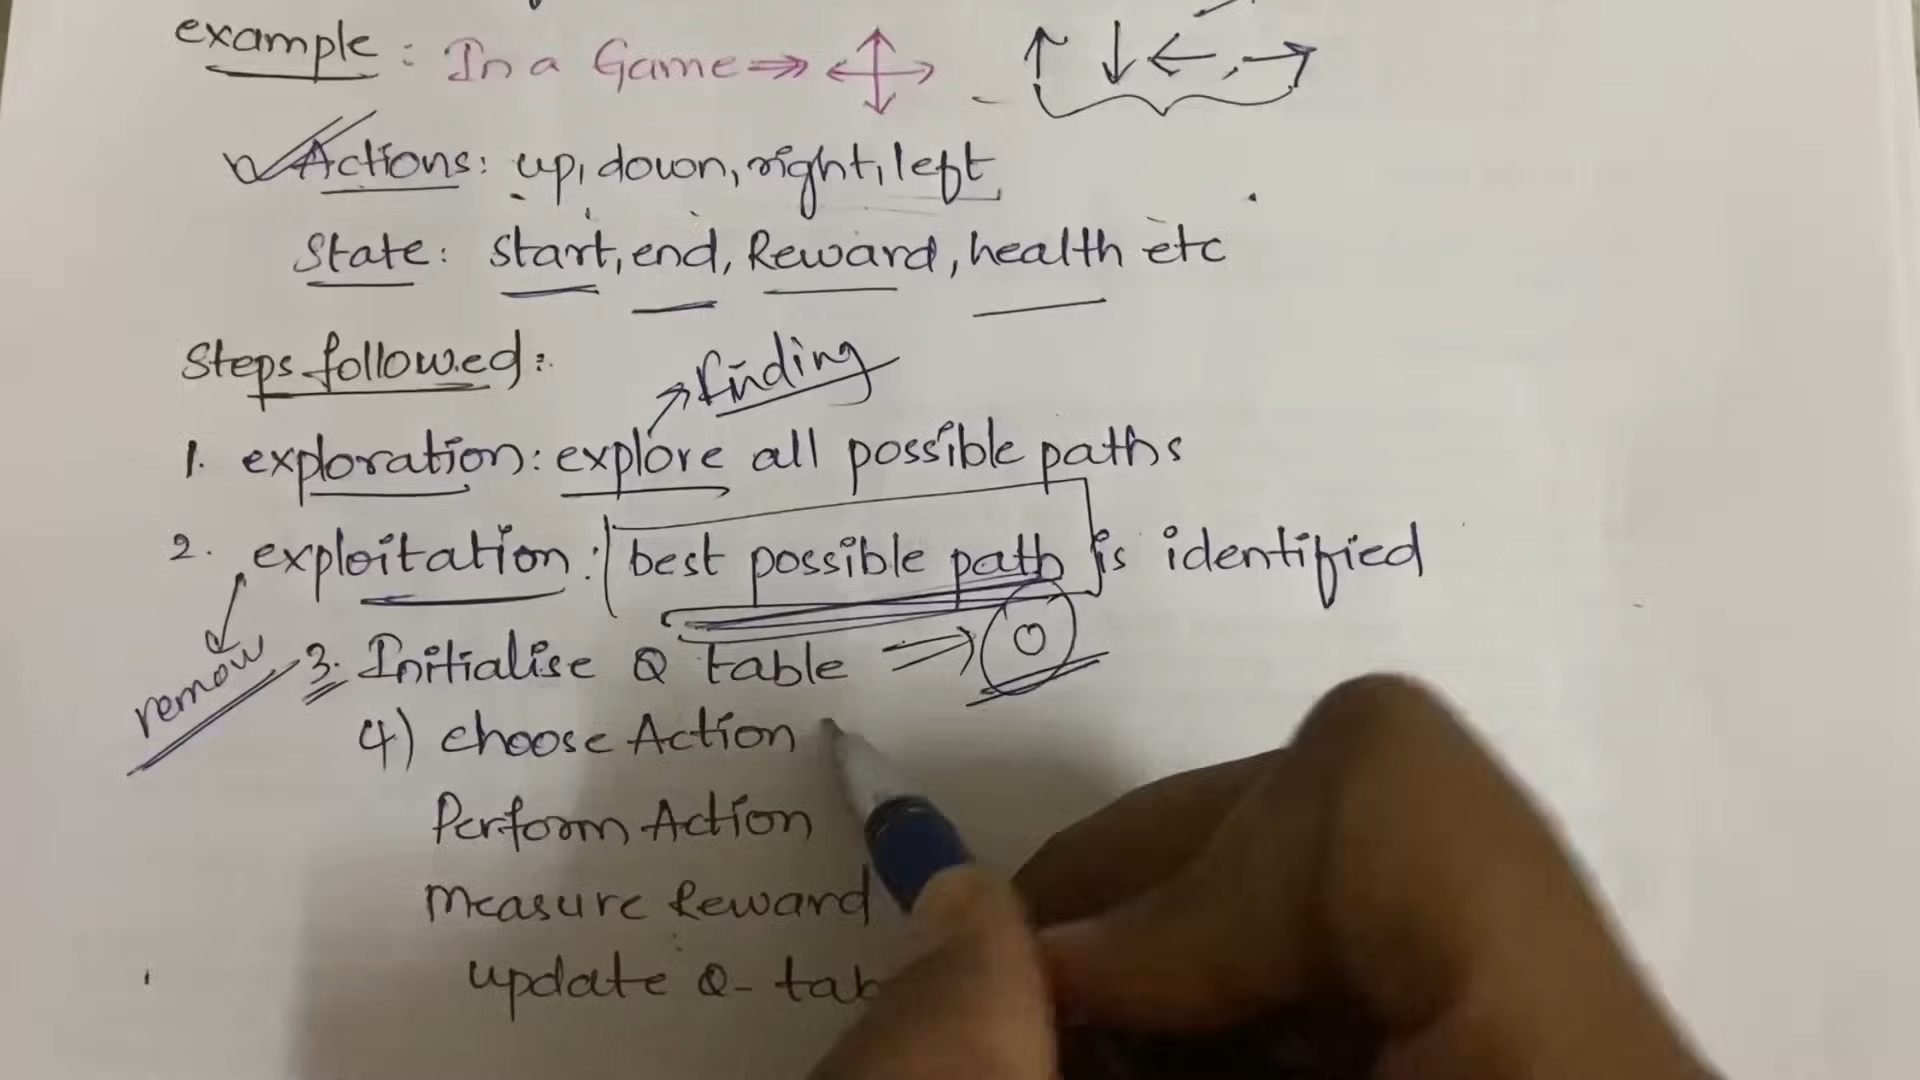 example: In a Game ⇒
Actions: up, down, right, left
State: start, end, Reward, health etc
Steps followed:
finding
1. exploration: explore all possible paths
2. exploitation: best possible path is identified
3. Initialise Q table ⇒ 0
4) choose Action
Perform Action
Measure Reward
update Q-tab